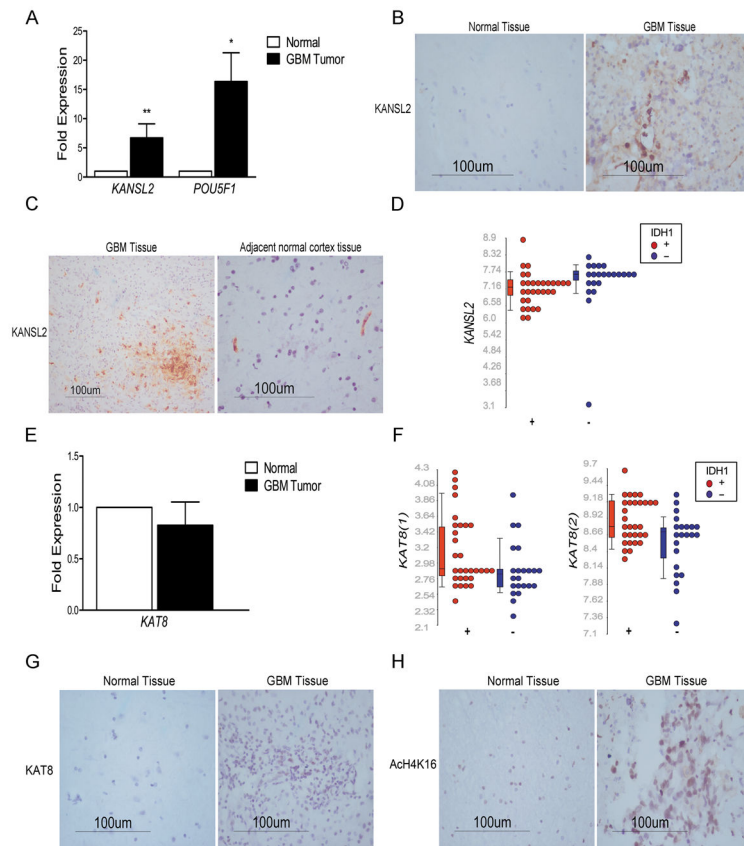 A
Fold Expression
30
25
20
15
10
5
0
**
*
KANSL2 POU5F1
Normal
GBM Tumor
B
Normal Tissue GBM Tissue
KANSL2
100um 100um
C
GBM Tissue Adjacent normal cortex tissue
KANSL2
100um 100um
D
KANSL2
8.9
8.32
7.74
7.16
6.58
6.0
5.42
4.84
4.26
3.68
3.1
+ -
IDH1
+
−
E
Fold Expression
1.5
1.0
0.5
0.0
KAT8
Normal
GBM Tumor
F
KAT8(1)
4.3
4.08
3.86
3.64
3.42
3.2
2.98
2.76
2.54
2.32
2.1
+ -
KAT8(2)
9.7
9.44
9.18
8.92
8.66
8.4
8.14
7.88
7.62
7.36
7.1
+ -
IDH1
+
−
G
Normal Tissue GBM Tissue
KAT8
100um 100um
H
Normal Tissue GBM Tissue
AcH4K16
100um 100um